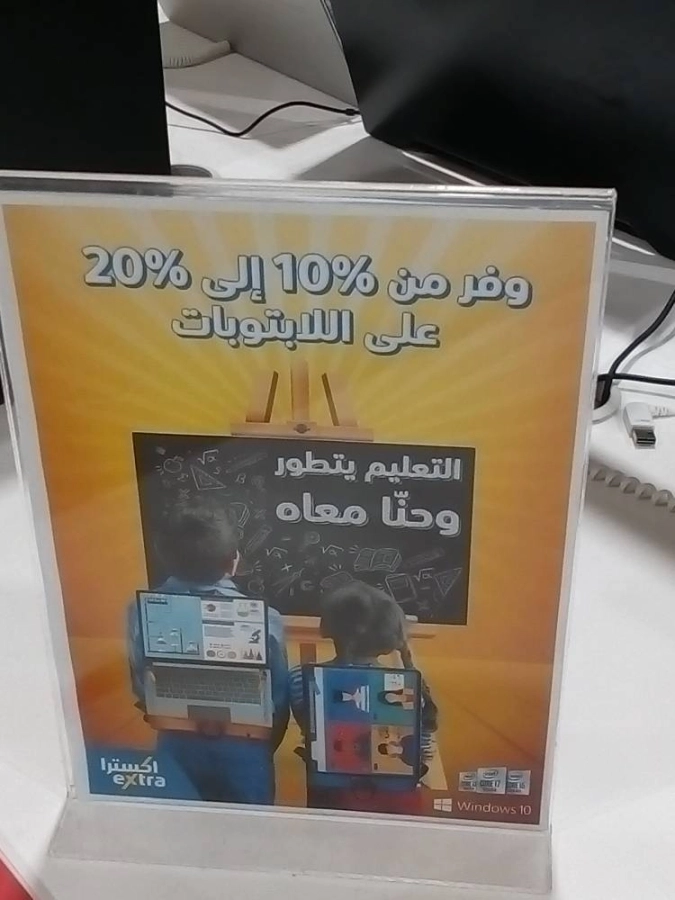 وفر من 10% إلى 20%
على اللابتوبات
التعليم يتطور
وحنّا معاه
اكسترا
extra
Windows 10